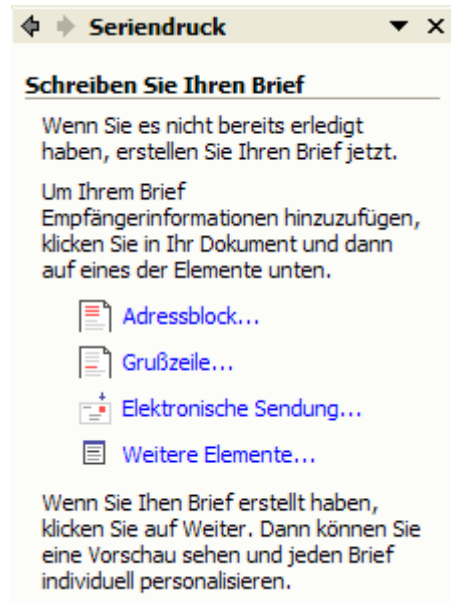 Seriendruck
Schreiben Sie Ihren Brief
Wenn Sie es nicht bereits erledigt
haben, erstellen Sie Ihren Brief jetzt.
Um Ihrem Brief
Empfängerinformationen hinzuzufügen,
klicken Sie in Ihr Dokument und dann
auf eines der Elemente unten.
Adressblock...
Grußzeile...
Elektronische Sendung...
Weitere Elemente...
Wenn Sie Ihen Brief erstellt haben,
klicken Sie auf Weiter. Dann können Sie
eine Vorschau sehen und jeden Brief
individuell personalisieren.